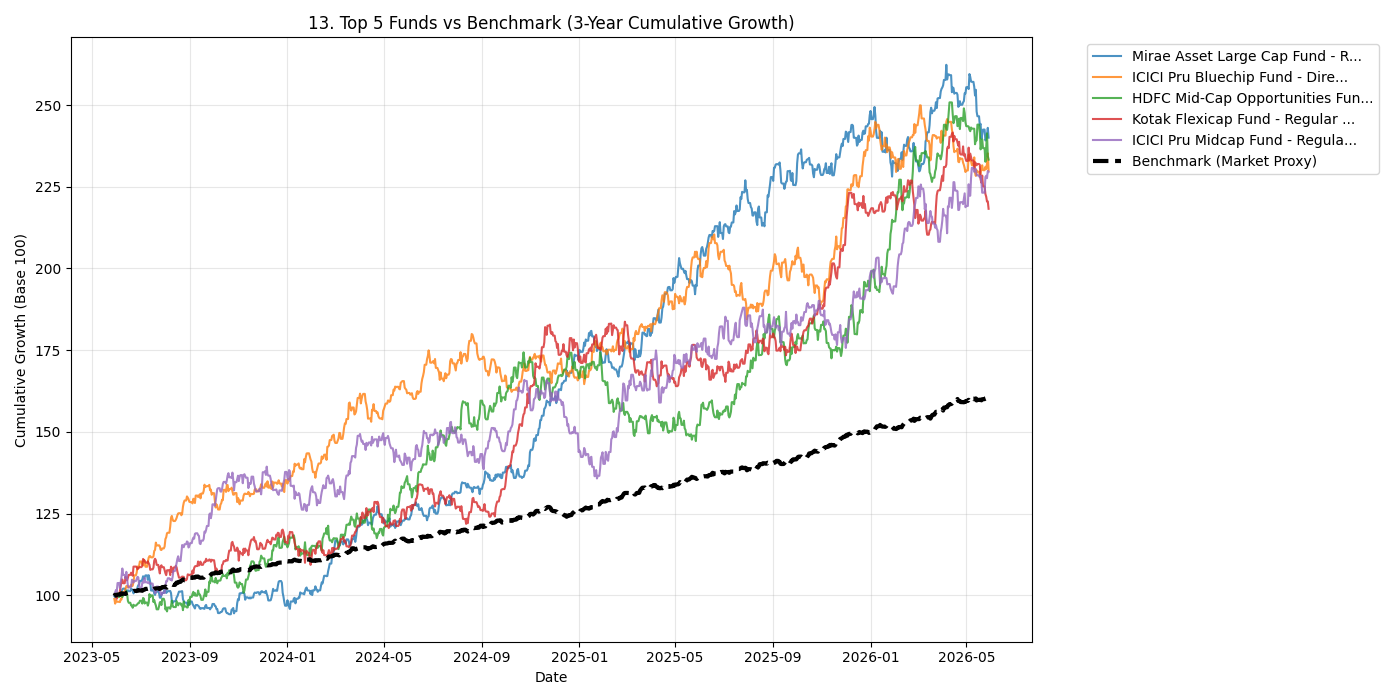 13. Top 5 Funds vs Benchmark (3-Year Cumulative Growth)
Mirae Asset Large Cap Fund - R...
ICICI Pru Bluechip Fund - Dire...
HDFC Mid-Cap Opportunities Fun...
Kotak Flexicap Fund - Regular ...
ICICI Pru Midcap Fund - Regula...
Benchmark (Market Proxy)
Cumulative Growth (Base 100)
250
225
200
175
150
125
100
2023-05 2023-09 2024-01 2024-05 2024-09 2025-01 2025-05 2025-09 2026-01 2026-05
Date